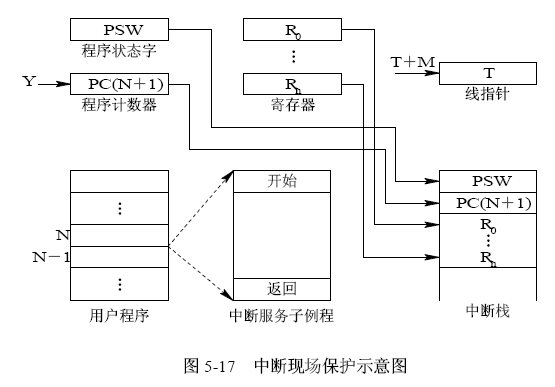 PSW
程序状态字
Y
PC(N+1)
程序计数器
R0
⋮
Rn
寄存器
T+M
T
线指针
开始
PSW
PC(N+1)
R0
⋮
Rn
⋮
N
N-1
⋮
返回
用户程序
中断服务子例程
中断栈
图 5-17 中断现场保护示意图